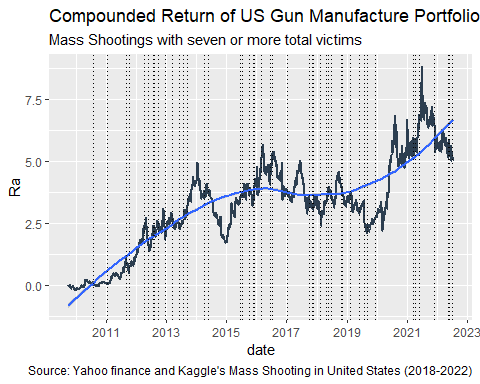 Compounded Return of US Gun Manufacture Portfolio
Mass Shootings with seven or more total victims
7.5
5.0
2.5
0.0
Ra
2011 2013 2015 2017 2019 2021 2023
date
Source: Yahoo finance and Kaggle's Mass Shooting in United States (2018-2022)